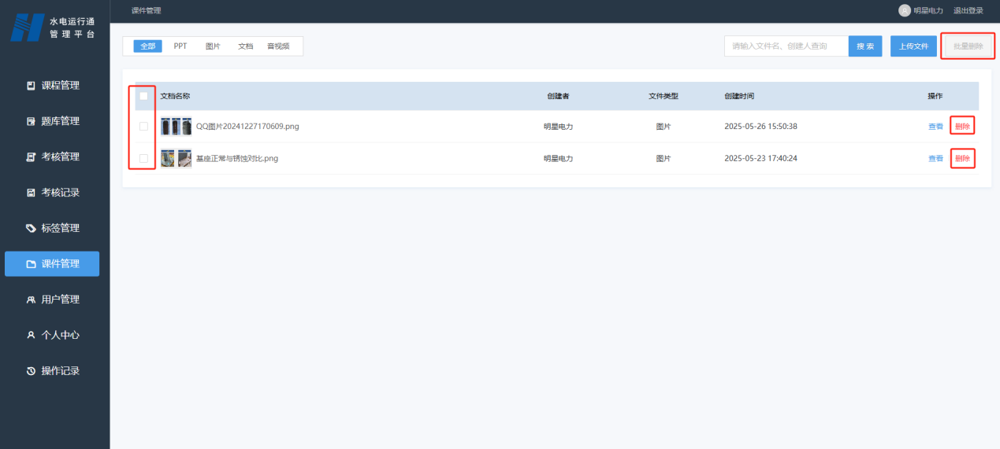 水电运行通
管理平台
课件管理
明星电力 退出登录
全部 PPT 图片 文档 音视频
请输入文件名、创建人查询 搜索 上传文件 批量删除
课程管理
题库管理
考核管理
考核记录
标签管理
课件管理
用户管理
个人中心
操作记录
文档名称 创建者 文件类型 创建时间 操作
QQ图片20241227170609.png 明星电力 图片 2025-05-26 15:50:38 查看 删除
基座正常与锈蚀对比.png 明星电力 图片 2025-05-23 17:40:24 查看 删除